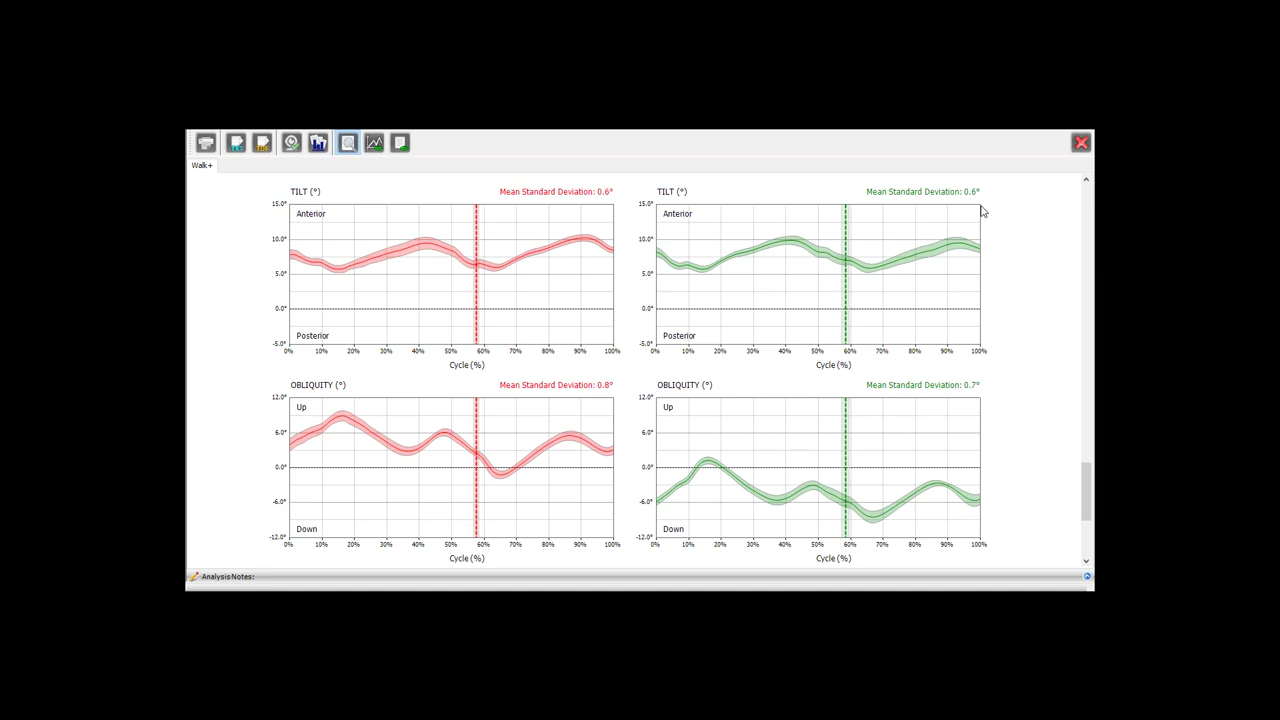 Walk+
TILT (°) Mean Standard Deviation: 0.6°
15.0°
Anterior
10.0°
5.0°
0.0°
Posterior
-5.0°
0% 10% 20% 30% 40% 50% 60% 70% 80% 90% 100%
Cycle (%)
TILT (°) Mean Standard Deviation: 0.6°
15.0°
Anterior
10.0°
5.0°
0.0°
Posterior
-5.0°
0% 10% 20% 30% 40% 50% 60% 70% 80% 90% 100%
Cycle (%)
OBLIQUITY (°) Mean Standard Deviation: 0.8°
12.0°
Up
6.0°
0.0°
-6.0°
Down
-12.0°
0% 10% 20% 30% 40% 50% 60% 70% 80% 90% 100%
Cycle (%)
OBLIQUITY (°) Mean Standard Deviation: 0.7°
12.0°
Up
6.0°
0.0°
-6.0°
Down
-12.0°
0% 10% 20% 30% 40% 50% 60% 70% 80% 90% 100%
Cycle (%)
Analysis Notes: